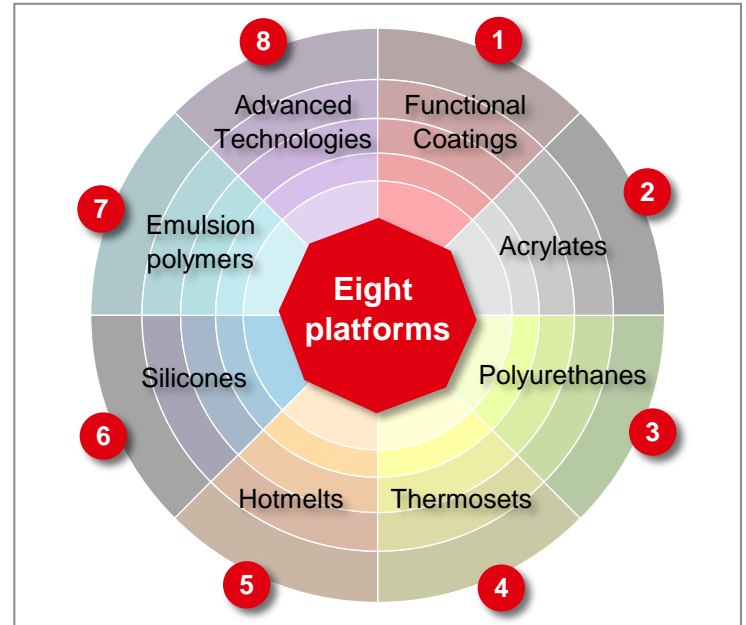 8
1
Advanced
Technologies
Functional
Coatings
7
2
Emulsion
polymers
Acrylates
Eight
platforms
Silicones
Polyurethanes
6
3
Hotmelts
Thermosets
5
4